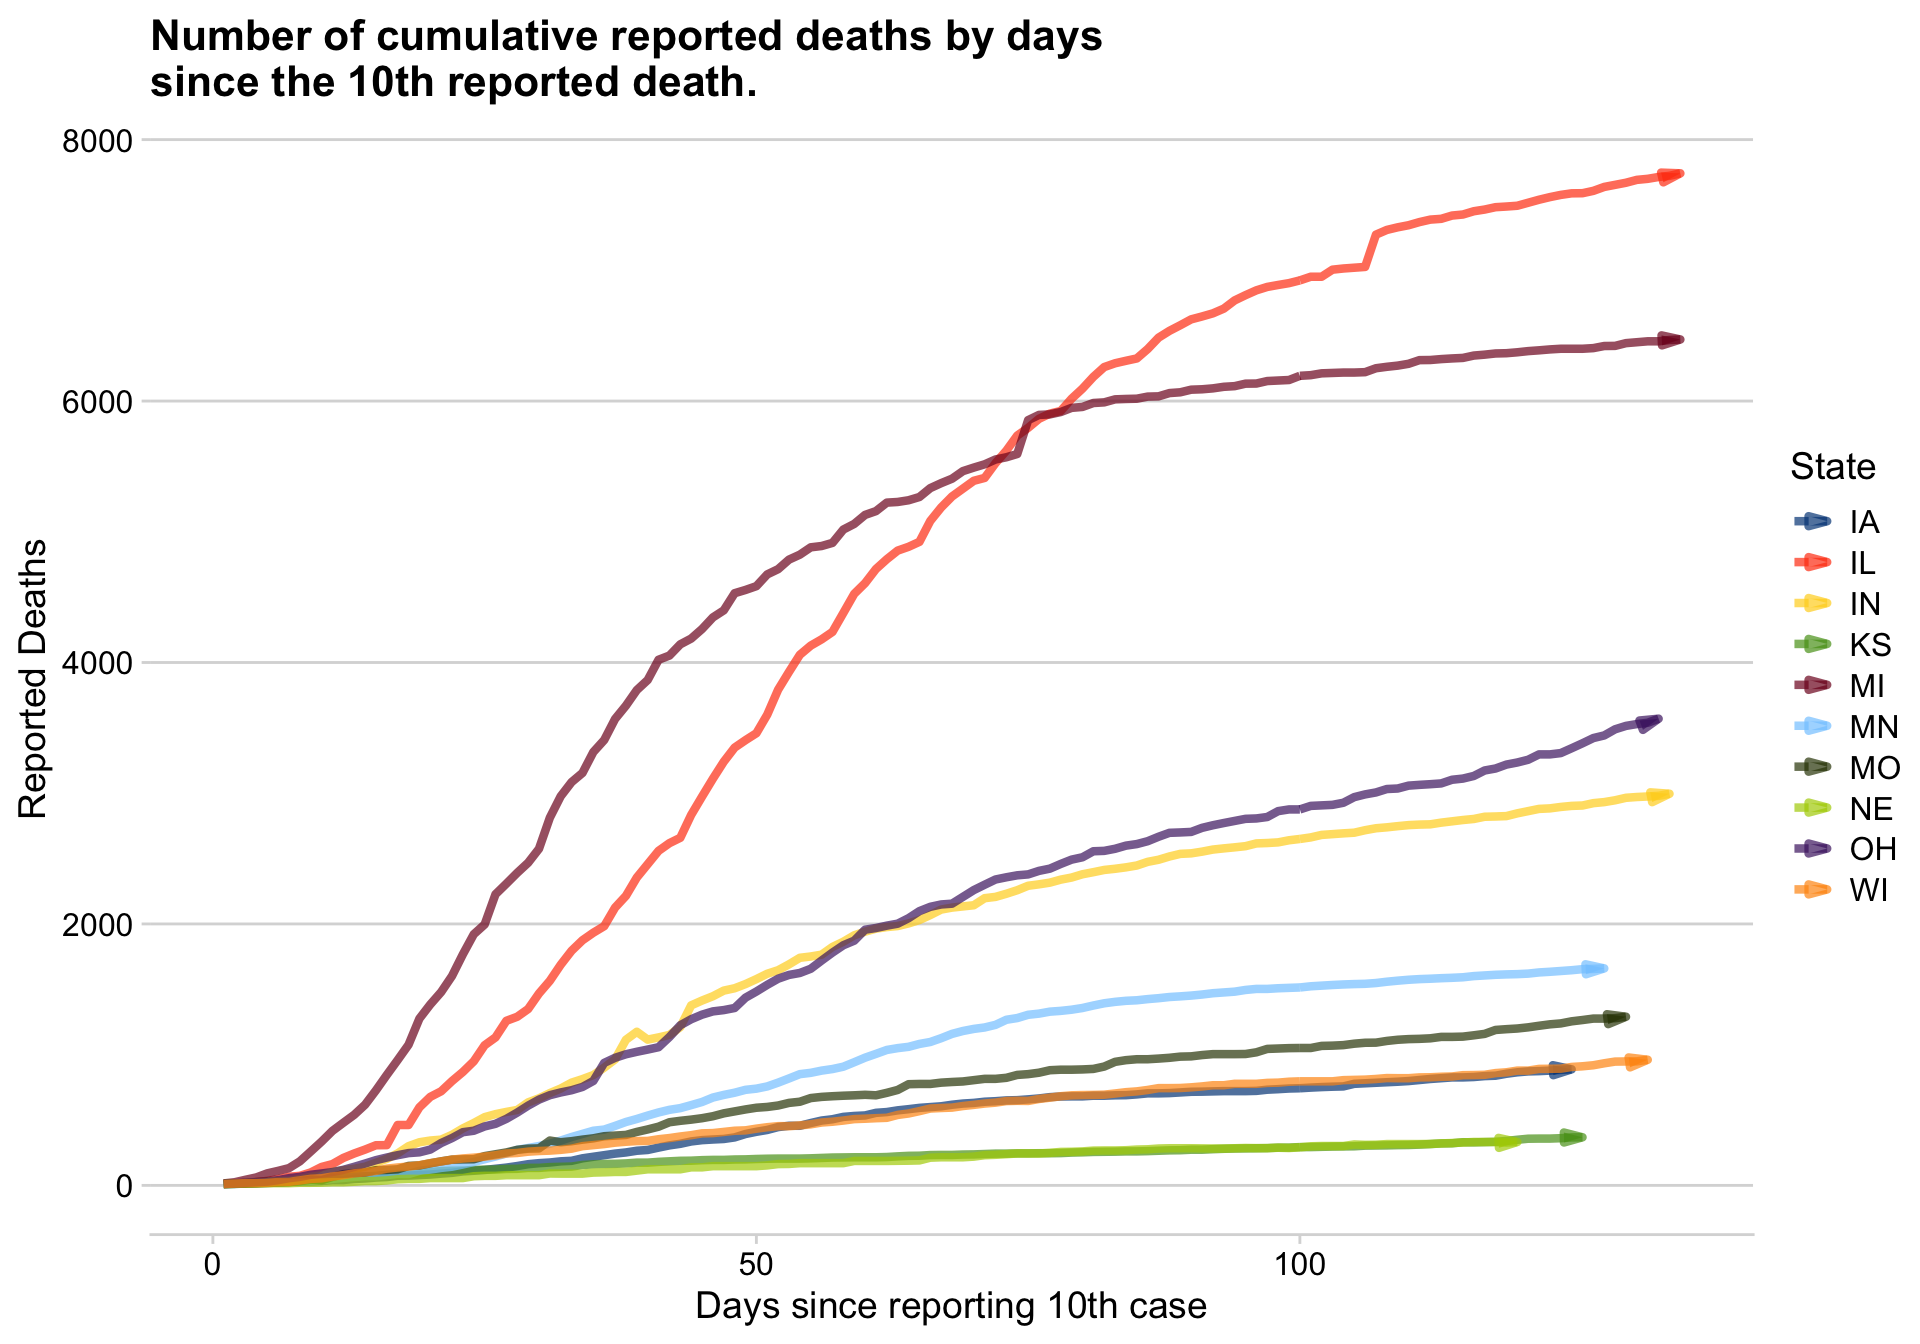 Number of cumulative reported deaths by days
since the 10th reported death.
8000
6000
4000
2000
0
Reported Deaths
0 50 100
Days since reporting 10th case
State
IA
IL
IN
KS
MI
MN
MO
NE
OH
WI